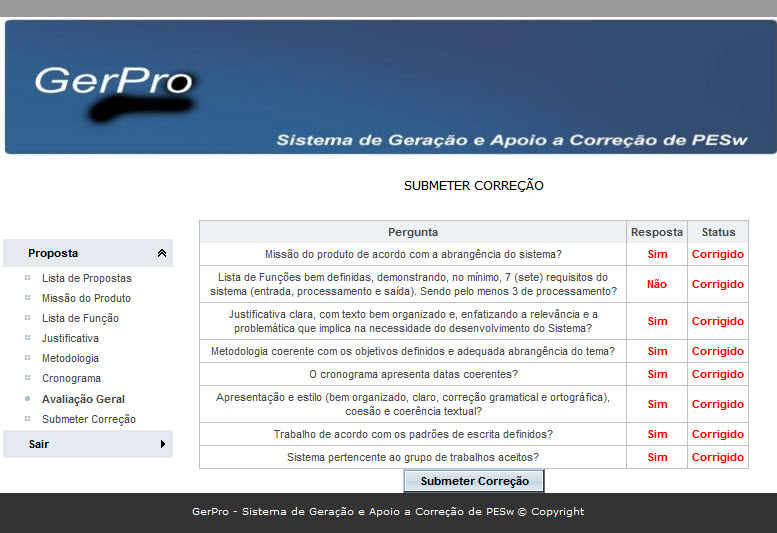 GerPro
Sistema de Geração e Apoio a Correção de PESw
SUBMETER CORREÇÃO
Proposta
Lista de Propostas
Missão do Produto
Lista de Função
Justificativa
Metodologia
Cronograma
Avaliação Geral
Submeter Correção
Sair
Pergunta Resposta Status
Missão do produto de acordo com a abrangência do sistema? Sim Corrigido
Lista de Funções bem definidas, demonstrando, no mínimo, 7 (sete) requisitos do
sistema (entrada, processamento e saída). Sendo pelo menos 3 de processamento? Não Corrigido
Justificativa clara, com texto bem organizado e, enfatizando a relevância e a
problemática que implica na necessidade do desenvolvimento do Sistema? Sim Corrigido
Metodologia coerente com os objetivos definidos e adequada abrangência do tema? Sim Corrigido
O cronograma apresenta datas coerentes? Sim Corrigido
Apresentação e estilo (bem organizado, claro, correção gramatical e ortográfica),
coesão e coerência textual? Sim Corrigido
Trabalho de acordo com os padrões de escrita definidos? Sim Corrigido
Sistema pertencente ao grupo de trabalhos aceitos? Sim Corrigido
Submeter Correção
GerPro - Sistema de Geração e Apoio a Correção de PESw © Copyright